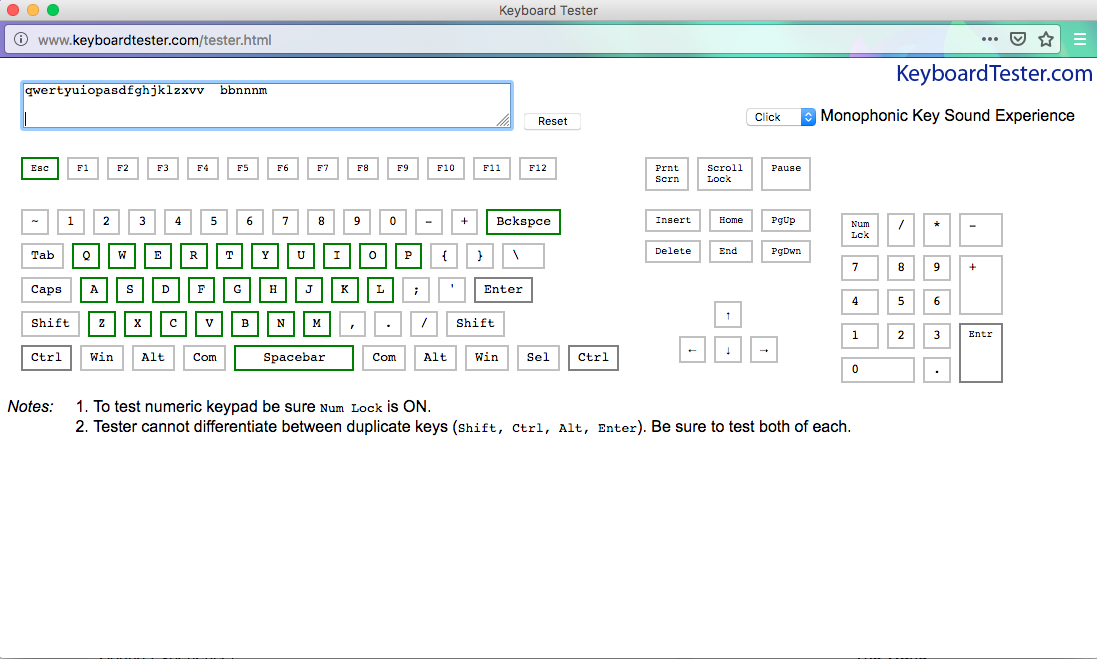 Keyboard Tester
www.keyboardtester.com/tester.html
KeyboardTester.com
qwertyuiopasdfghjklzxvv  bbnnnm
Reset
Click Monophonic Key Sound Experience
Esc F1 F2 F3 F4 F5 F6 F7 F8 F9 F10 F11 F12
Prnt Scrn
Scroll Lock
Pause
~ 1 2 3 4 5 6 7 8 9 0 - + Bckspce
Insert Home PgUp
Num Lck / * -
Tab Q W E R T Y U I O P { } \
Delete End PgDwn
7 8 9 +
Caps A S D F G H J K L ; ' Enter
4 5 6
Shift Z X C V B N M , . / Shift
↑
1 2 3 Entr
Ctrl Win Alt Com Spacebar Com Alt Win Sel Ctrl
← ↓ →
0 .
Notes: 1. To test numeric keypad be sure Num Lock is ON.
2. Tester cannot differentiate between duplicate keys (Shift, Ctrl, Alt, Enter). Be sure to test both of each.